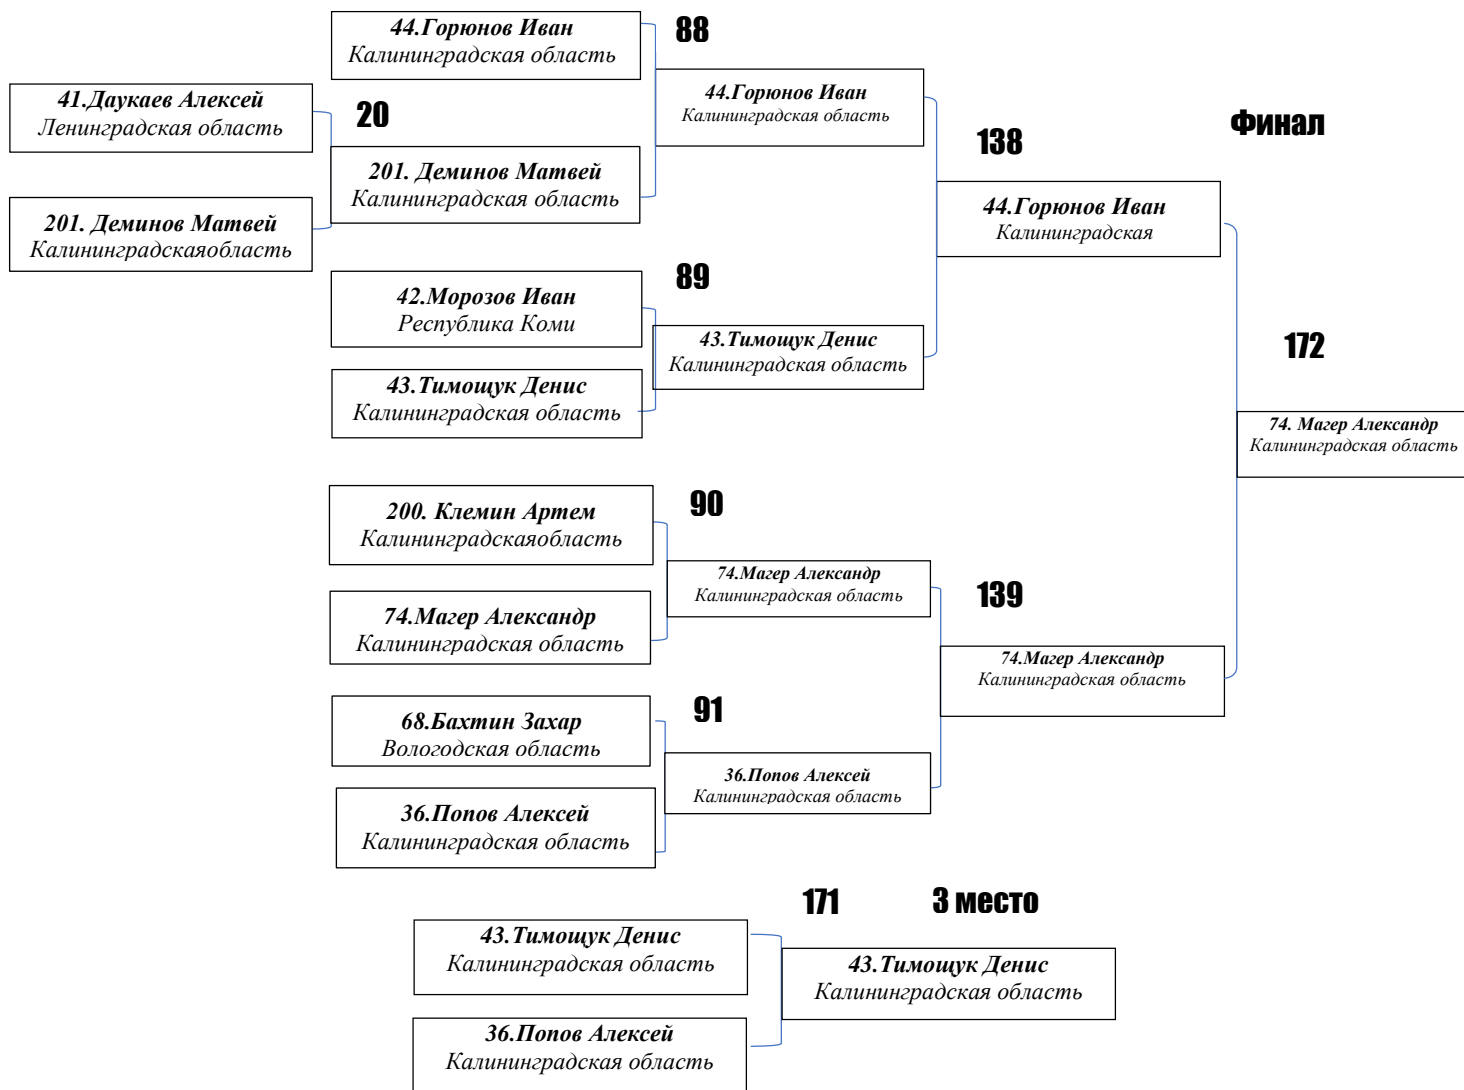 44.Горюнов Иван
Калининградская область
88
41.Даукаев Алексей
Ленинградская область
20
44.Горюнов Иван
Калининградская область
Финал
138
201. Деминов Матвей
Калининградская область
201. Деминов Матвей
Калининградскаяобласть
44.Горюнов Иван
Калининградская
42.Морозов Иван
Республика Коми
89
43.Тимощук Денис
Калининградская область
172
43.Тимощук Денис
Калининградская область
74. Магер Александр
Калининградская область
200. Клемин Артем
Калининградскаяобласть
90
74.Магер Александр
Калининградская область
139
74.Магер Александр
Калининградская область
74.Магер Александр
Калининградская область
68.Бахтин Захар
Вологодская область
91
36.Попов Алексей
Калининградская область
36.Попов Алексей
Калининградская область
171
3 место
43.Тимощук Денис
Калининградская область
43.Тимощук Денис
Калининградская область
36.Попов Алексей
Калининградская область